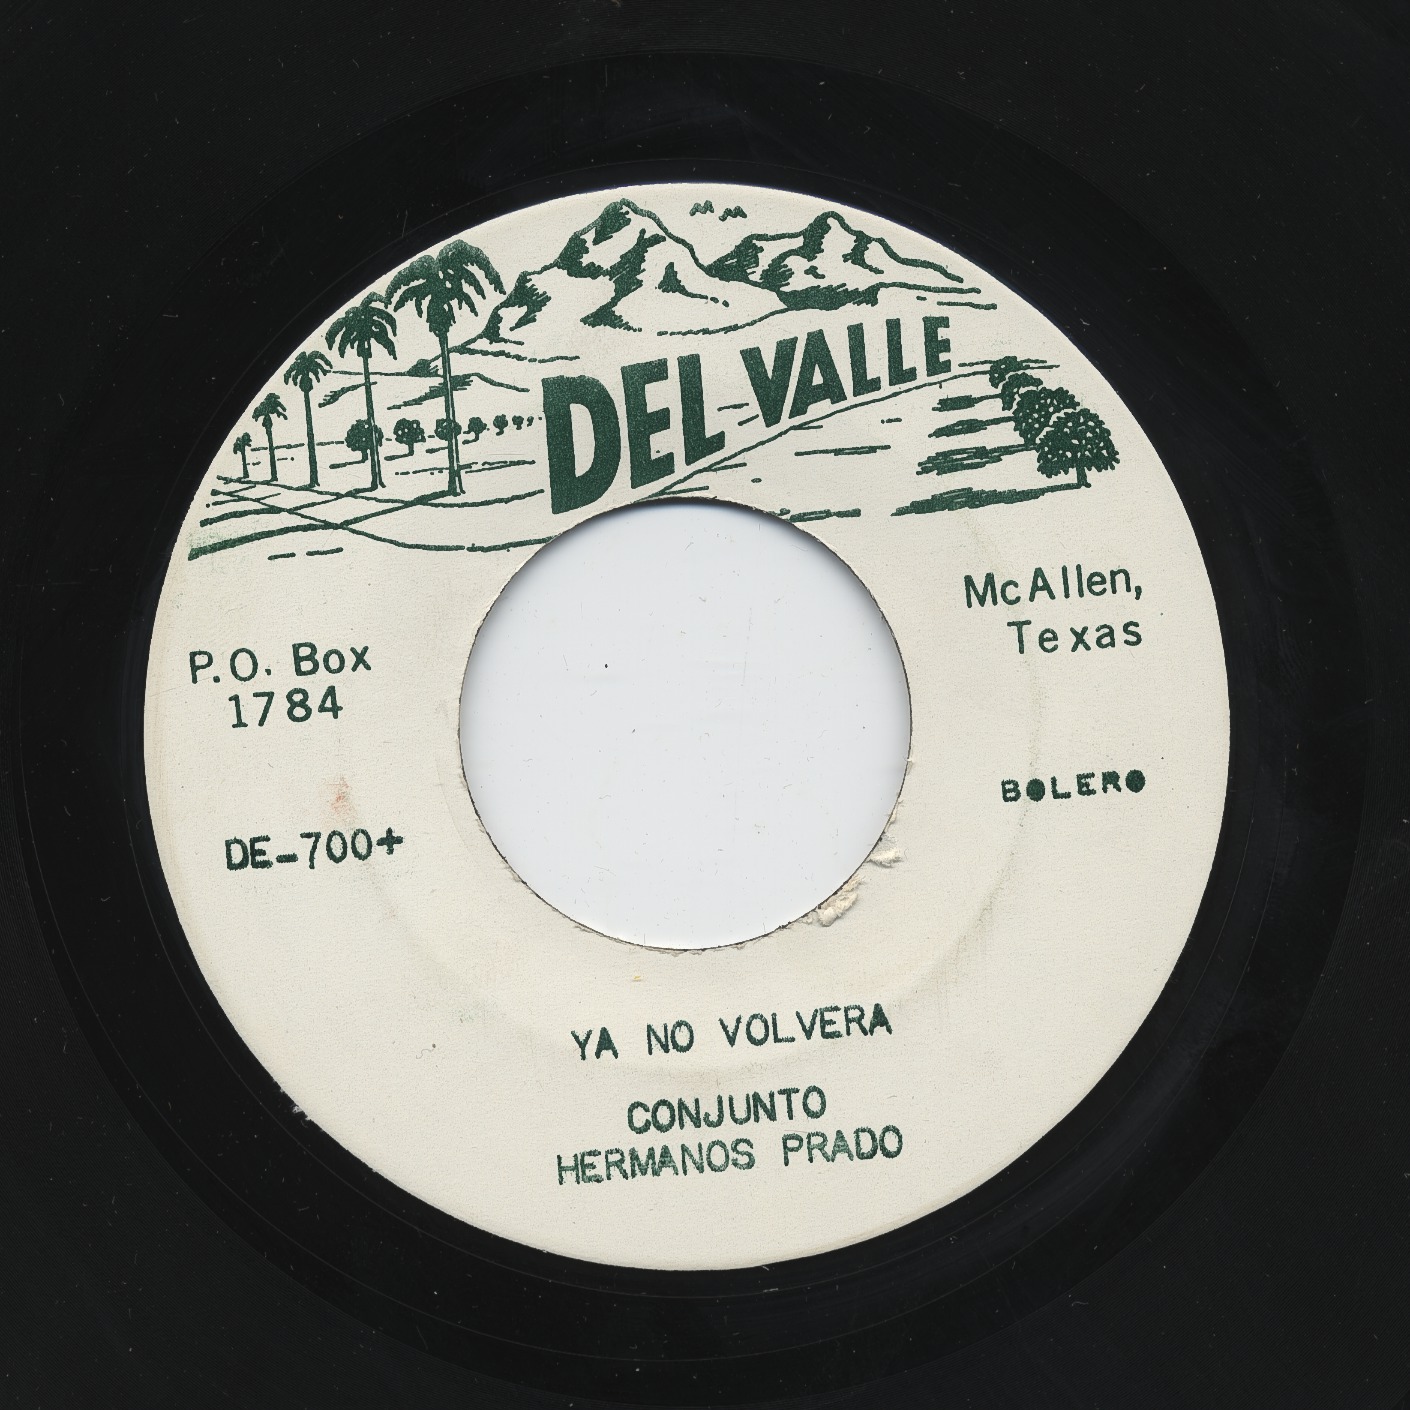 DEL VALLE
McAllen,
Texas
P.O. Box
1784
BOLERO
DE-700+
YA NO VOLVERA
CONJUNTO
HERMANOS PRADO